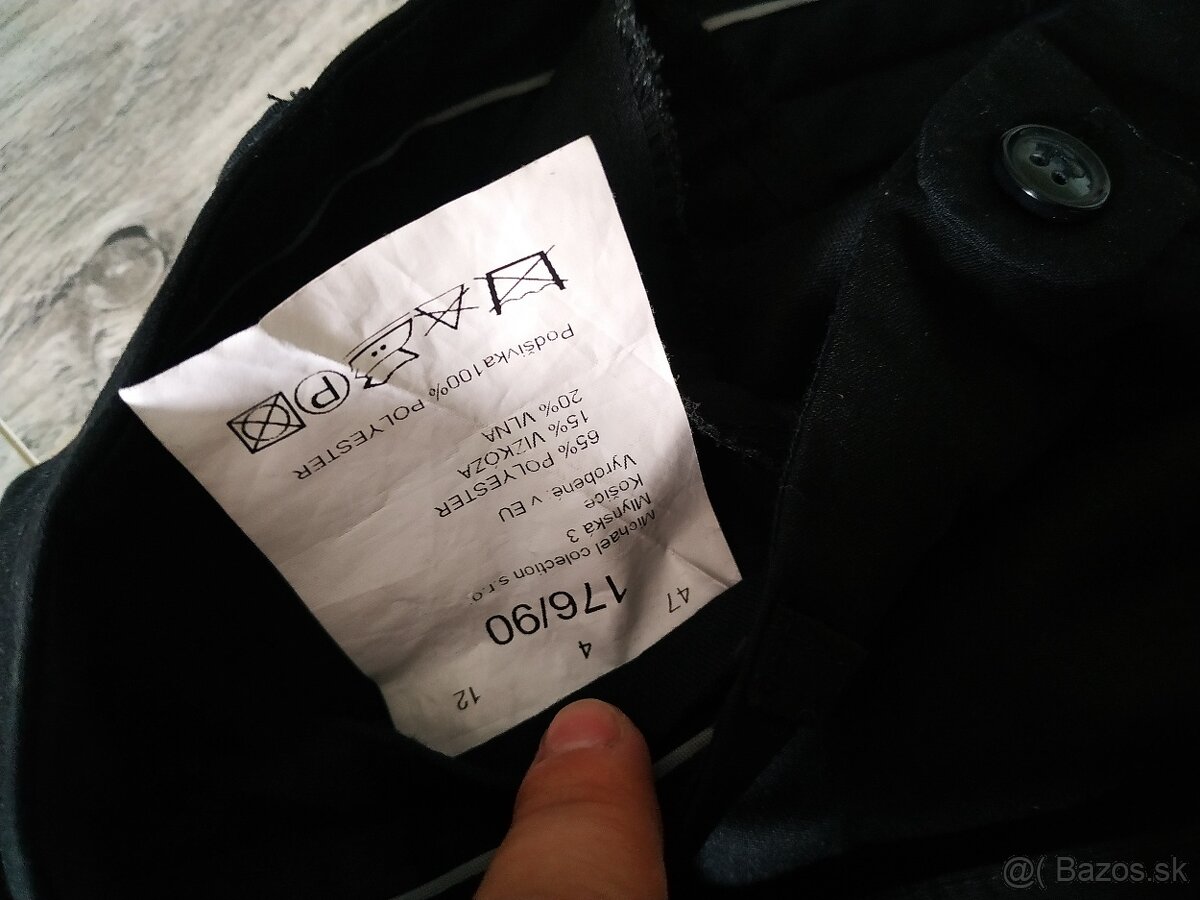 47 4 12
176/90
Michael colection s.r.o.
Mlynská 3
Košice
Vyrobené. v EU
65% POLYESTER
15% VIZKÓZA
20% VLNA
Podšívka 100% POLYESTER
P
@( Bazos.sk